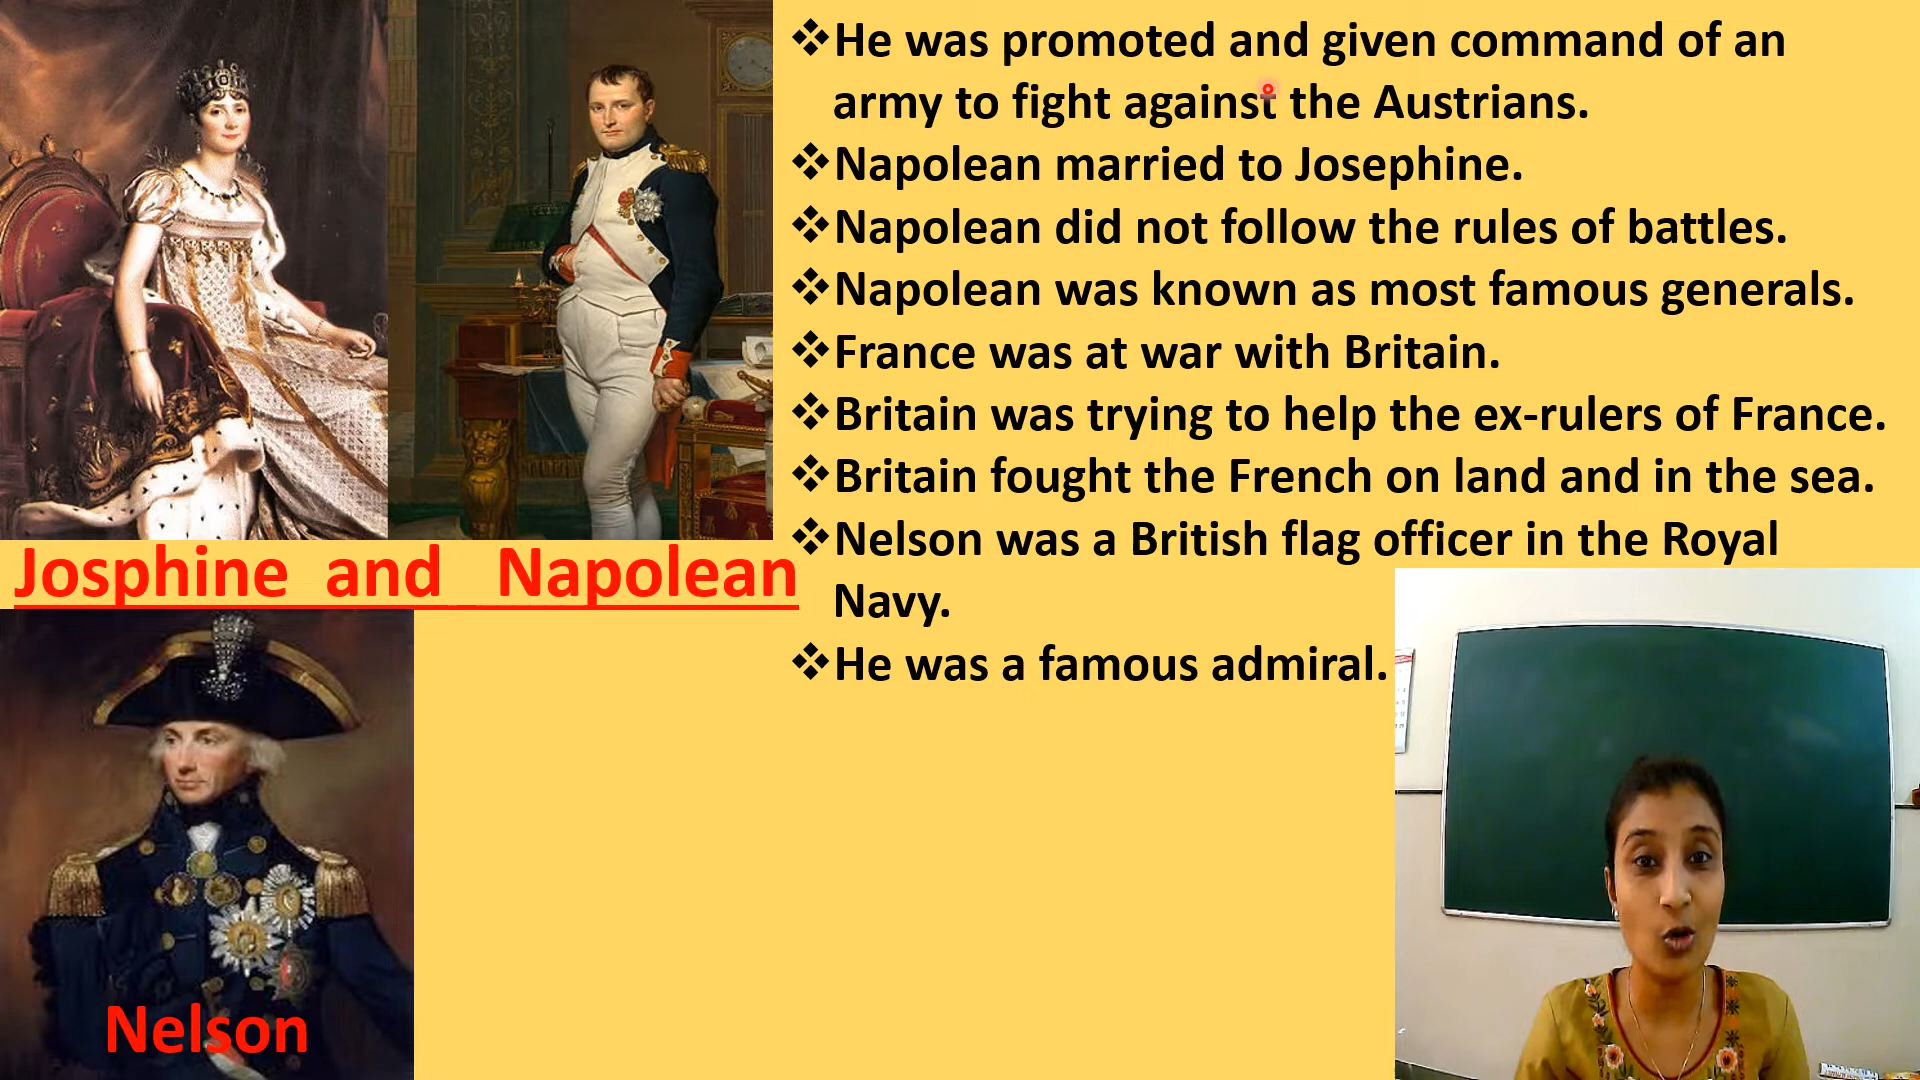 ❖He was promoted and given command of an
army to fight against the Austrians.
❖Napolean married to Josephine.
❖Napolean did not follow the rules of battles.
❖Napolean was known as most famous generals.
❖France was at war with Britain.
❖Britain was trying to help the ex-rulers of France.
❖Britain fought the French on land and in the sea.
❖Nelson was a British flag officer in the Royal
Navy.
❖He was a famous admiral.
Josphine and Napolean
Nelson